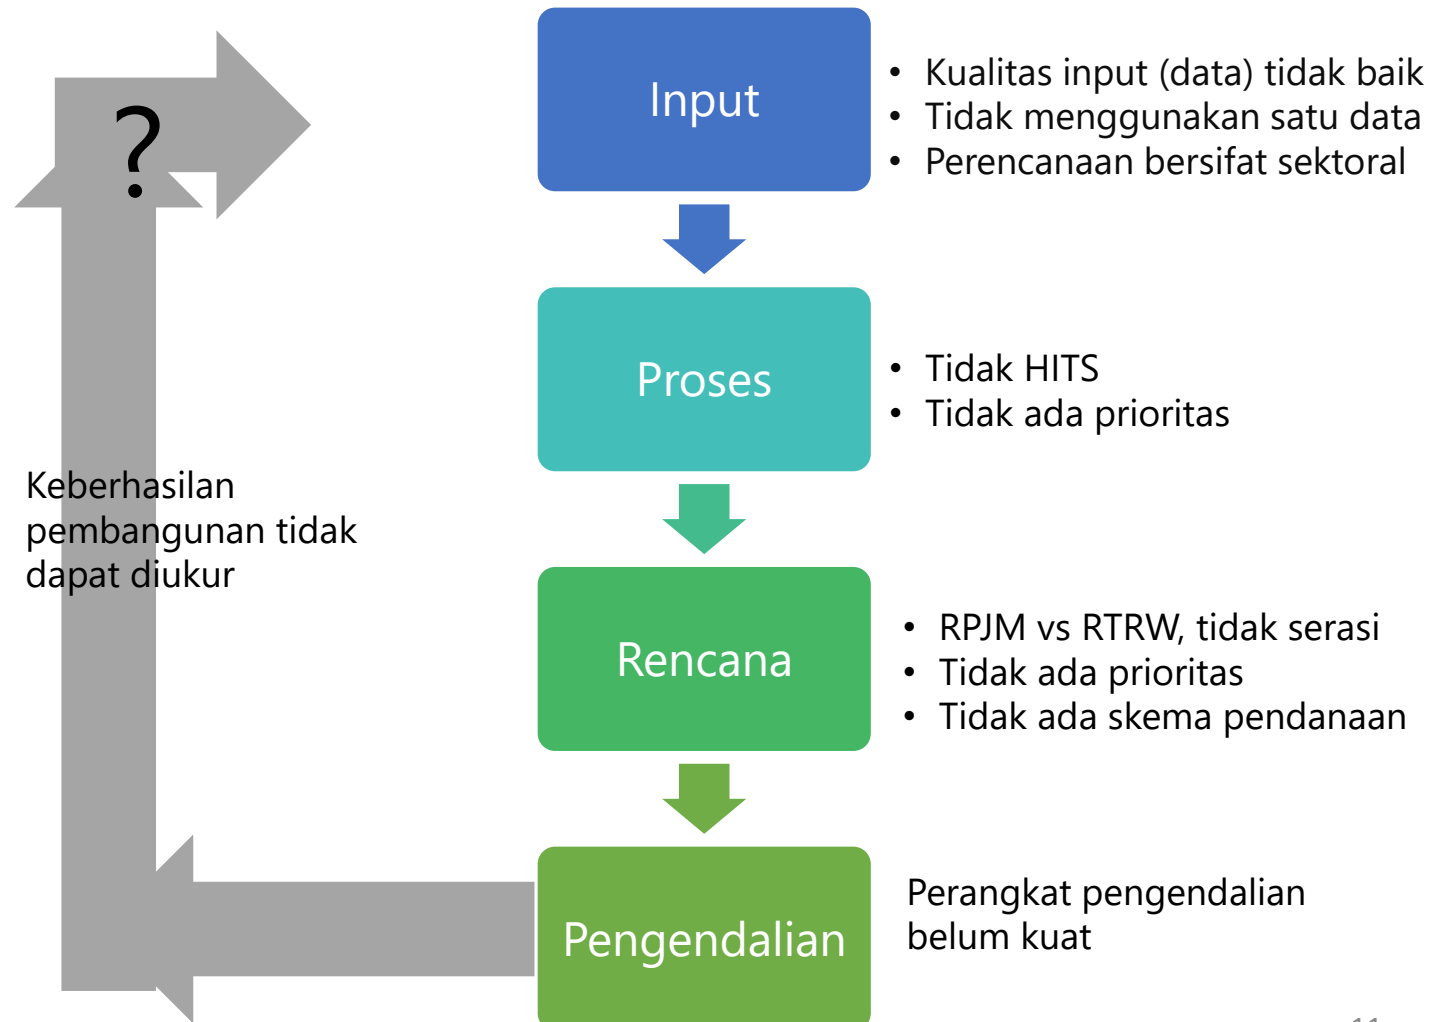 ?
Input
• Kualitas input (data) tidak baik
• Tidak menggunakan satu data
• Perencanaan bersifat sektoral
Proses
• Tidak HITS
• Tidak ada prioritas
Keberhasilan
pembangunan tidak
dapat diukur
Rencana
• RPJM vs RTRW, tidak serasi
• Tidak ada prioritas
• Tidak ada skema pendanaan
Pengendalian
Perangkat pengendalian
belum kuat